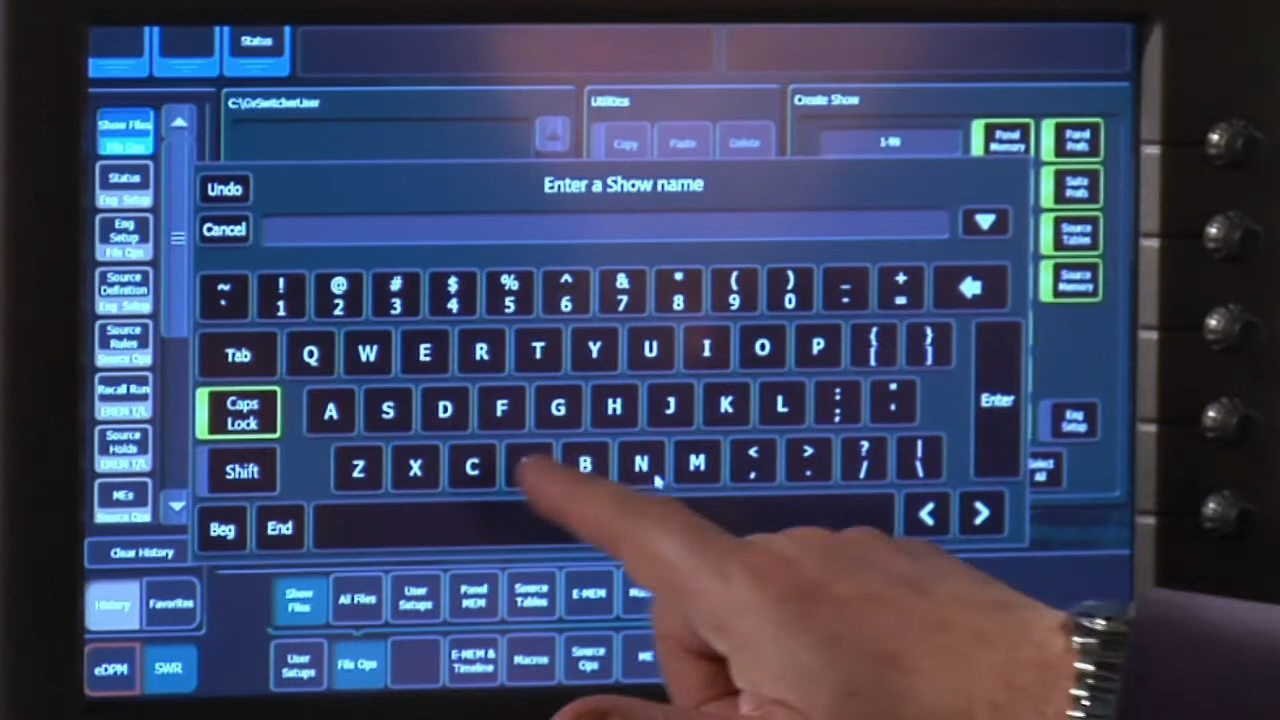 Status
C:\GvSwitcherUser
Utilities
Create Show
Copy Paste Delete
1-99
Panel Memory
Panel Prefs
Suite Prefs
Source Tables
Source Memory
Eng Setup
Select All
Show Files
File Ops
Status
Eng Setup
Eng Setup
File Ops
Source Definition
Eng Setup
Source Rules
Source Ops
Recall Run
EMEM T/L
Source Holds
EMEM T/L
MEs
Source Ops
Clear History
History Favorites
eDPM SWR
Undo
Enter a Show name
Cancel
~ ` ! 1 @ 2 # 3 $ 4 % 5 ^ 6 & 7 * 8 ( 9 ) 0 _ - + =
Tab Q W E R T Y U I O P { [ } ]
Caps Lock A S D F G H J K L : ; " '
Enter
Shift Z X C B N M < , > . ? / | \
Beg End < >
Show Files
All Files
User Setups
Panel MEM
Source Tables
E-MEM
User Setups
File Ops
E-MEM & Timeline
Macros
Source Ops
ME